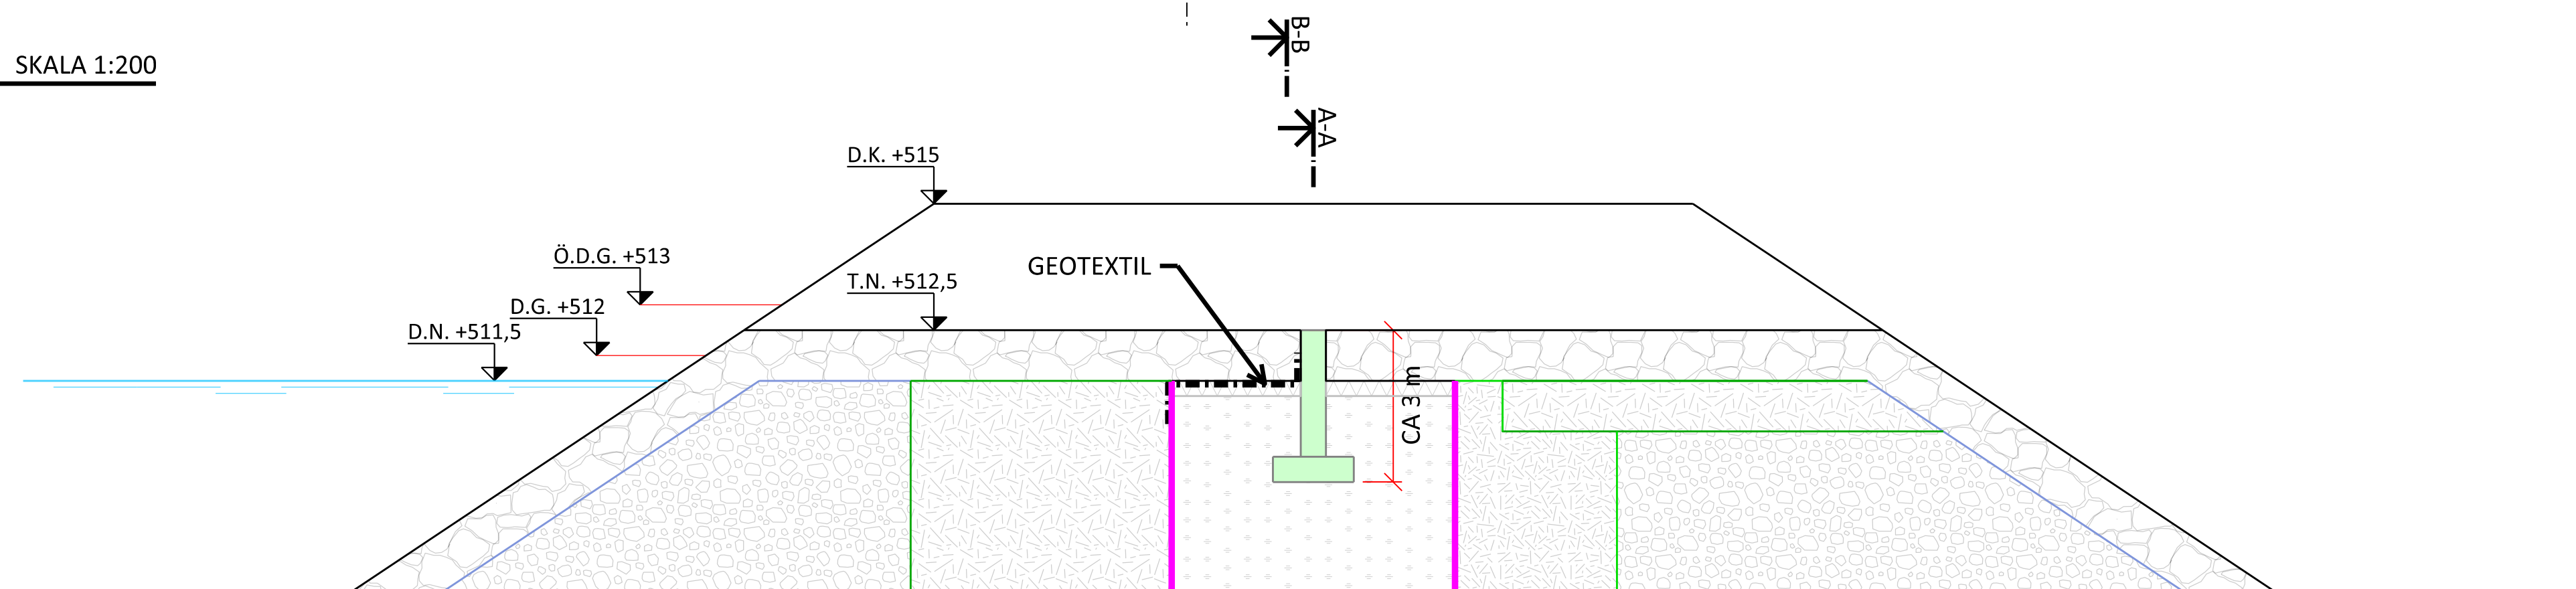 B-B
SKALA 1:200
A-A
D.K. +515
Ö.D.G. +513
GEOTEXTIL
T.N. +512,5
D.G. +512
D.N. +511,5
CA 3 m